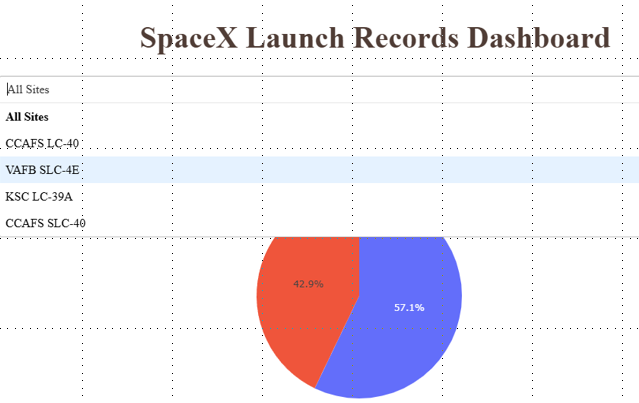 SpaceX Launch Records Dashboard
All Sites
All Sites
CCAFS LC-40
VAFB SLC-4E
KSC LC-39A
CCAFS SLC-40
42.9%
57.1%